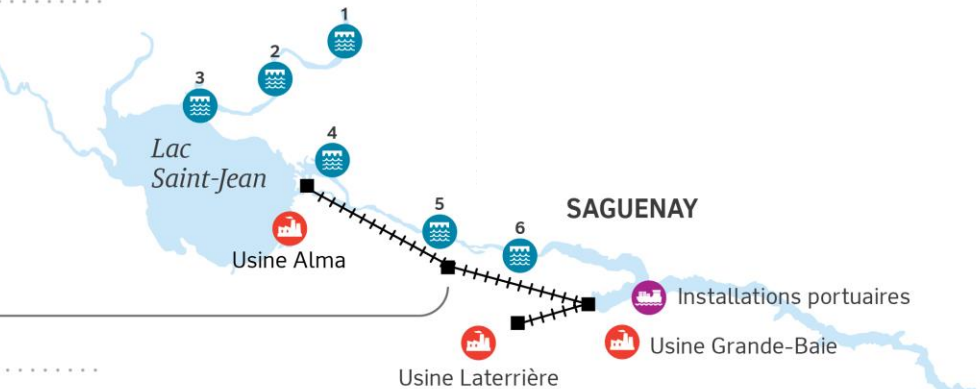 1
2
3
Lac
Saint-Jean
4
5
6
SAGUENAY
Usine Alma
Installations portuaires
Usine Grande-Baie
Usine Laterrière